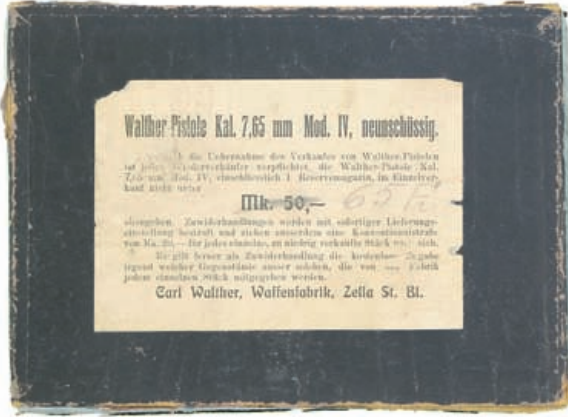 Walther-Pistole Kal. 7,65 mm Mod. IV, neunschüssig.
die Uebernahme des Verkaufes von Walther-Pistolen
ist jeder Wiederverkäufer verpflichtet, die Walther-Pistole Kal.
7,65 mm Mod. IV, einschliesslich 1 Reservemagazin, im Einzelver-
kauf nicht unter
Mk. 50,— 65
abzugeben. Zuwiderhandlungen werden mit sofortiger Lieferungs-
einstellung bestraft und ziehen ausserdem eine Konventionalstrafe
von Mk. 20,— für jedes einzelne, zu niedrig verkaufte Stück sich.
Es gilt ferner als Zuwiderhandlung die kostenlose Zugabe
irgend welcher Gegenstände ausser solchen, die von Fabrik
jedem einzelnen Stück mitgegeben werden.
Carl Walther, Waffenfabrik, Zella St. Bl.